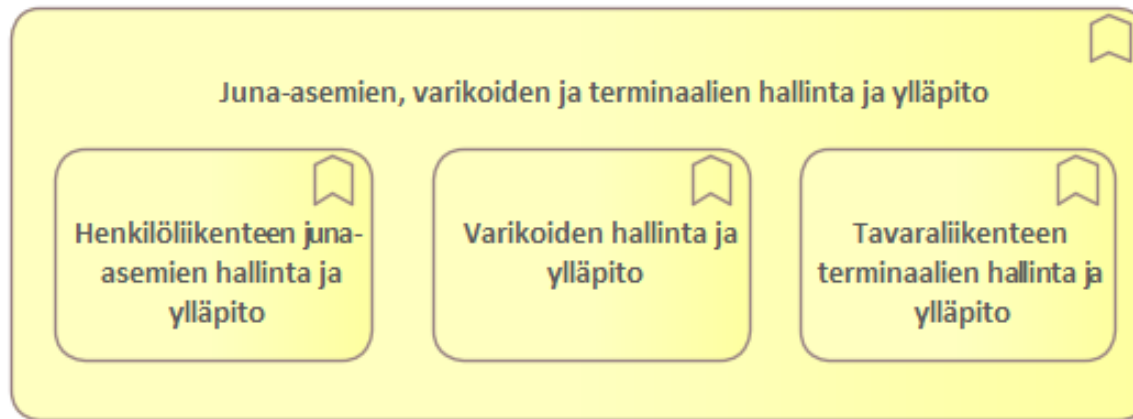 Juna-asemien, varikoiden ja terminaalien hallinta ja ylläpito
Henkilöliikenteen juna-
asemien hallinta ja
ylläpito
Varikoiden hallinta ja
ylläpito
Tavaraliikenteen
terminaalien hallinta ja
ylläpito